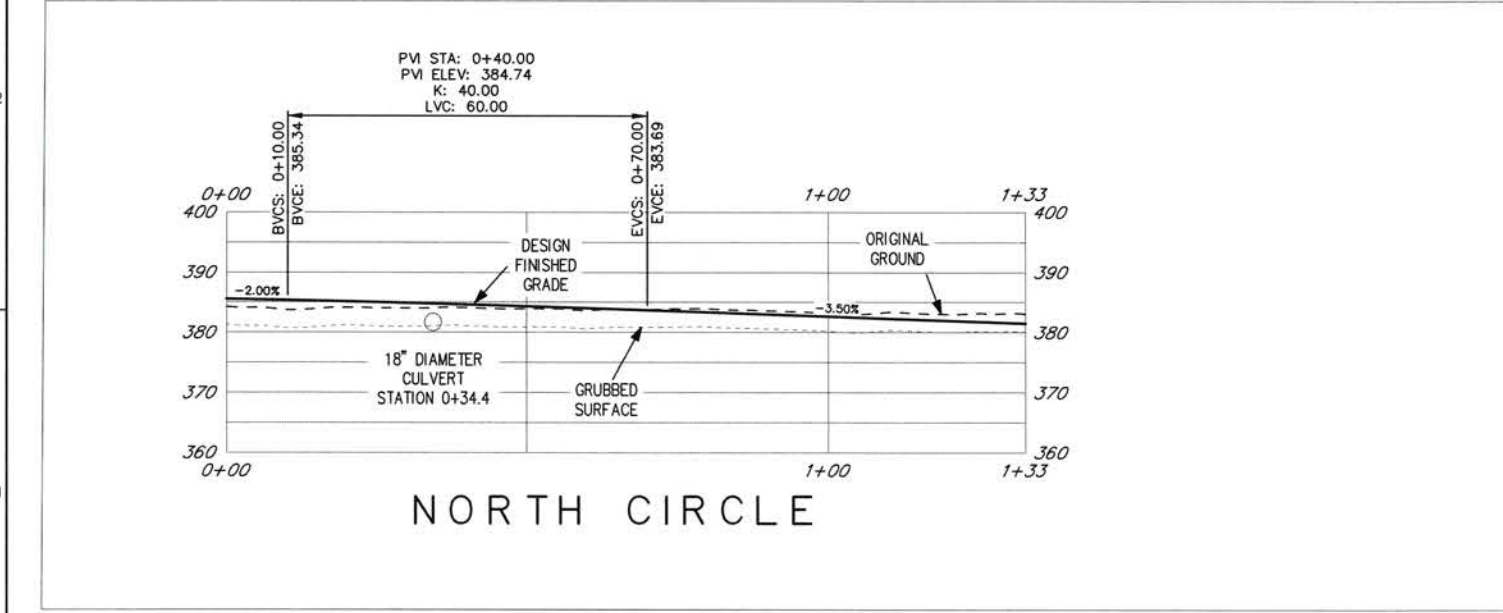 PVI STA: 0+40.00
PVI ELEV: 384.74
K: 40.00
LVC: 60.00
BVCS: 0+10.00
BVCE: 385.34
EVCS: 0+70.00
EVCE: 383.69
0+00
1+00
1+33
400
400
DESIGN
FINISHED
GRADE
ORIGINAL
GROUND
390
390
-2.00%
-3.50%
380
380
18" DIAMETER
CULVERT
STATION 0+34.4
GRUBBED
SURFACE
370
370
360
360
0+00
1+00
1+33
NORTH CIRCLE